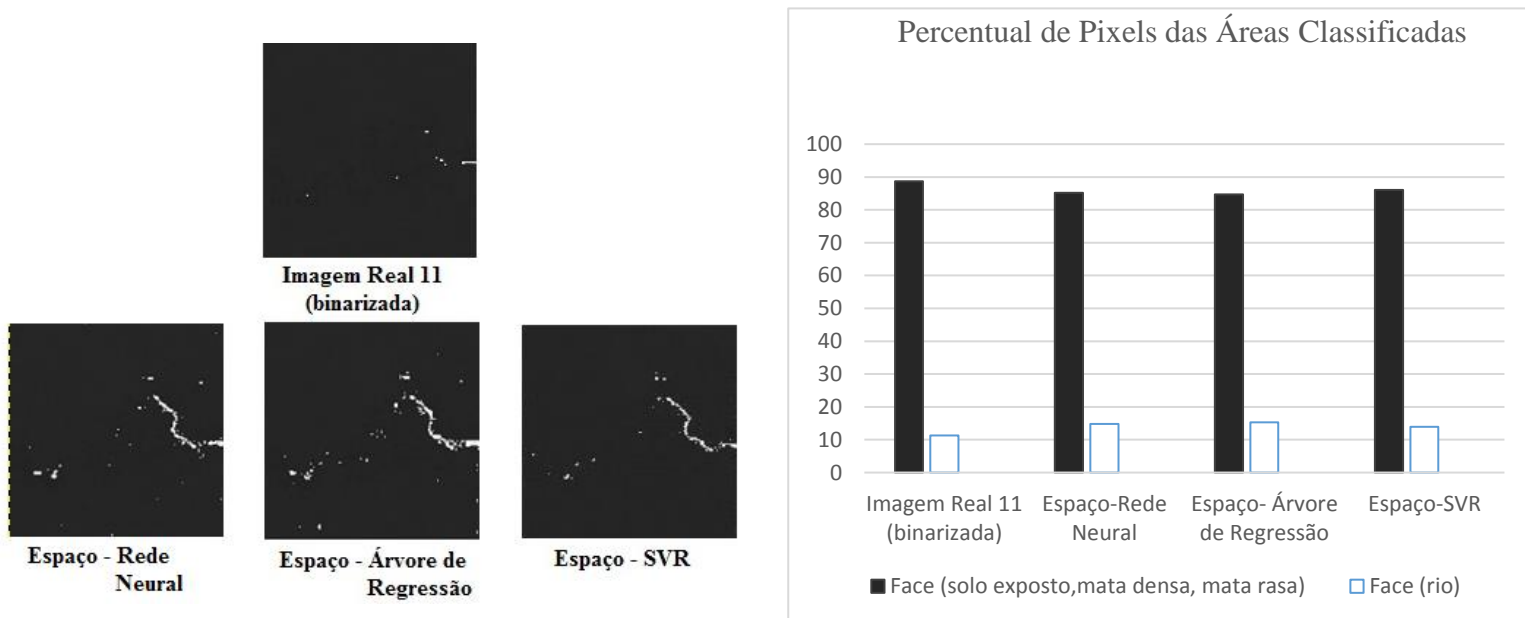 Imagem Real 11
(binarizada)
Espaço - Rede
Neural
Espaço - Árvore de
Regressão
Espaço - SVR
Percentual de Pixels das Áreas Classificadas
100
90
80
70
60
50
40
30
20
10
0
Imagem Real 11
(binarizada)
Espaço-Rede
Neural
Espaço- Árvore
de Regressão
Espaço-SVR
Face (solo exposto,mata densa, mata rasa)
Face (rio)